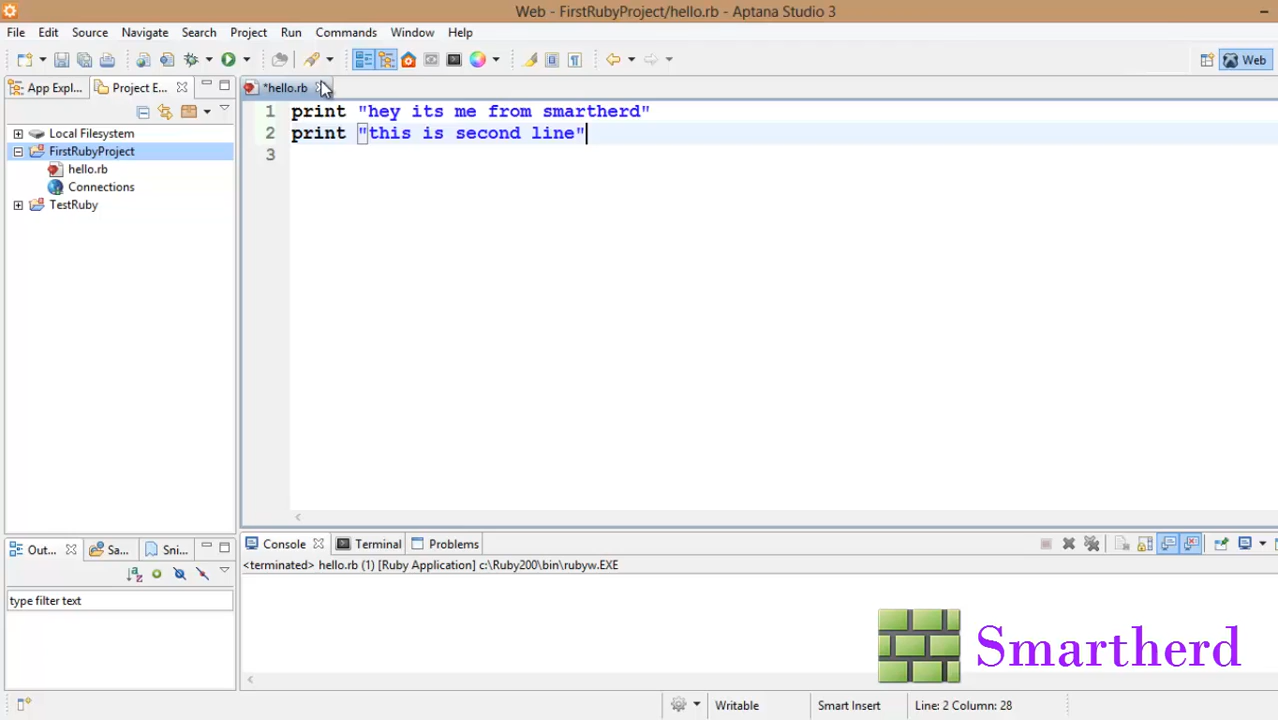 Web - FirstRubyProject/hello.rb - Aptana Studio 3
File Edit Source Navigate Search Project Run Commands Window Help
Web
App Expl...
Project E...
*hello.rb
Local Filesystem
FirstRubyProject
hello.rb
Connections
TestRuby
1 print "hey its me from smartherd"
2 print "this is second line"
3
Out...
Sa...
Sni...
type filter text
Console
Terminal
Problems
<terminated> hello.rb (1) [Ruby Application] c:\Ruby200\bin\rubyw.EXE
Smartherd
Writable
Smart Insert
Line: 2 Column: 28